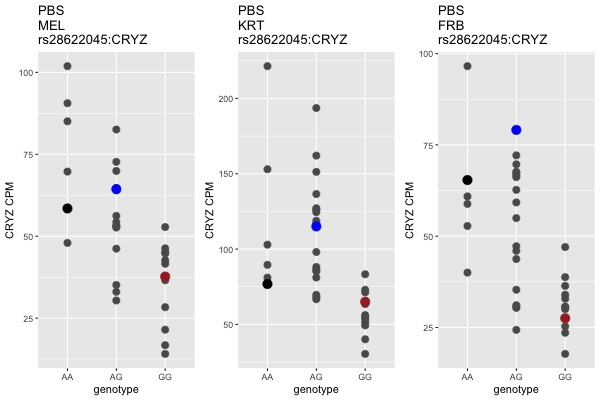 PBS
MEL
rs28622045:CRYZ
CRYZ CPM
100
75
50
25
AA
AG
GG
genotype
PBS
KRT
rs28622045:CRYZ
CRYZ CPM
200
150
100
50
AA
AG
GG
genotype
PBS
FRB
rs28622045:CRYZ
CRYZ CPM
100
75
50
25
AA
AG
GG
genotype